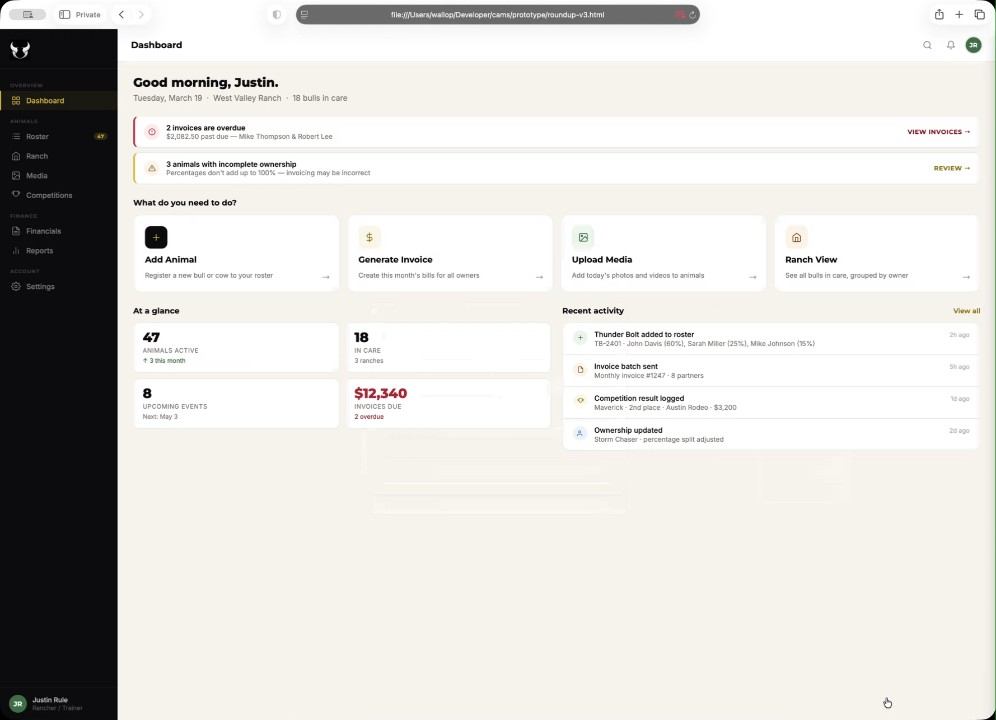 Private
file:///Users/wallop/Developer/cams/prototype/roundup-v3.html
Dashboard
JR
OVERVIEW
Dashboard
ANIMALS
Roster 47
Ranch
Media
Competitions
FINANCE
Financials
Reports
ACCOUNT
Settings
JR
Justin Rule
Rancher / Trainer
Good morning, Justin.
Tuesday, March 19 · West Valley Ranch · 18 bulls in care
2 invoices are overdue
$2,082.50 past due — Mike Thompson & Robert Lee
VIEW INVOICES →
3 animals with incomplete ownership
Percentages don't add up to 100% — invoicing may be incorrect
REVIEW →
What do you need to do?
Add Animal
Register a new bull or cow to your roster →
Generate Invoice
Create this month's bills for all owners →
Upload Media
Add today's photos and videos to animals →
Ranch View
See all bulls in care, grouped by owner →
At a glance
47
ANIMALS ACTIVE
↑ 3 this month
18
IN CARE
3 ranches
8
UPCOMING EVENTS
Next: May 3
$12,340
INVOICES DUE
2 overdue
Recent activity
View all
Thunder Bolt added to roster
TB-2401 · John Davis (60%), Sarah Miller (25%), Mike Johnson (15%)
2h ago
Invoice batch sent
Monthly invoice #1247 · 8 partners
5h ago
Competition result logged
Maverick · 2nd place · Austin Rodeo · $3,200
1d ago
Ownership updated
Storm Chaser · percentage split adjusted
2d ago